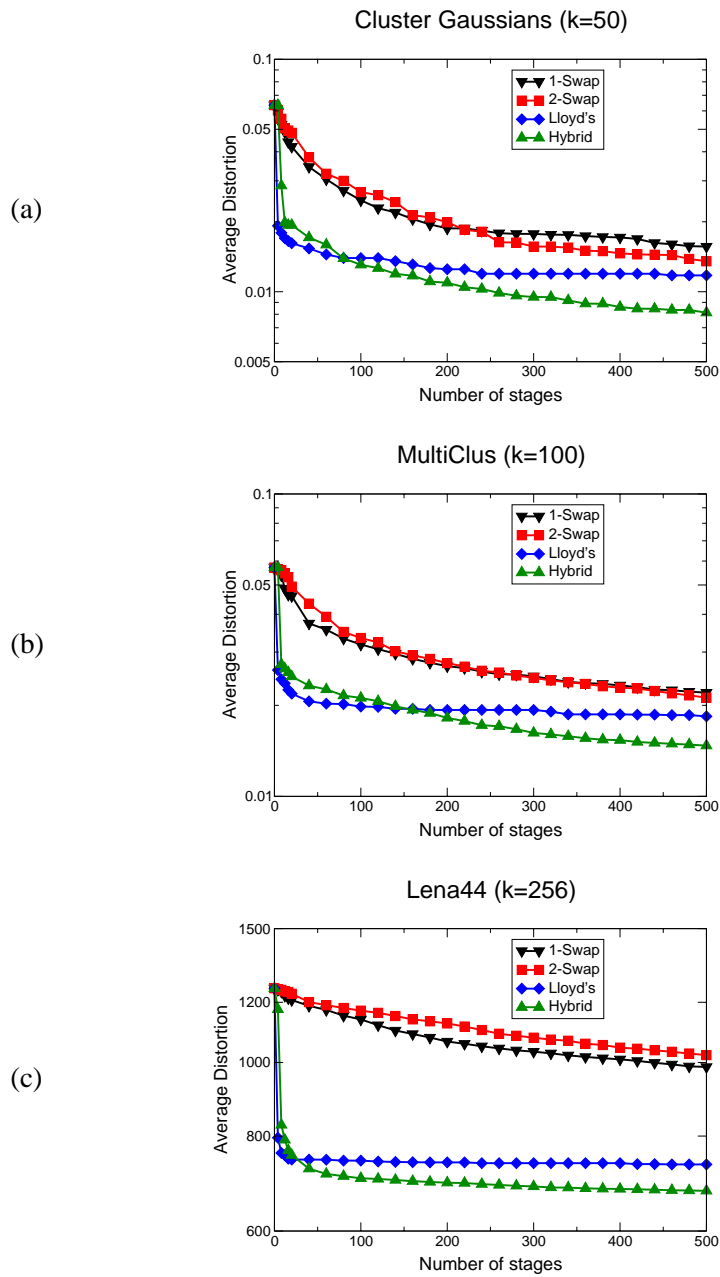 Cluster Gaussians (k=50)
0.1
1-Swap
2-Swap
Lloyd's
Hybrid
0.05
(a)
Average Distortion
0.01
0.005
0 100 200 300 400 500
Number of stages
MultiClus (k=100)
0.1
1-Swap
2-Swap
Lloyd's
Hybrid
0.05
(b)
Average Distortion
0.01
0 100 200 300 400 500
Number of stages
Lena44 (k=256)
1500
1-Swap
2-Swap
Lloyd's
Hybrid
1200
(c)
Average Distortion
1000
800
600
0 100 200 300 400 500
Number of stages